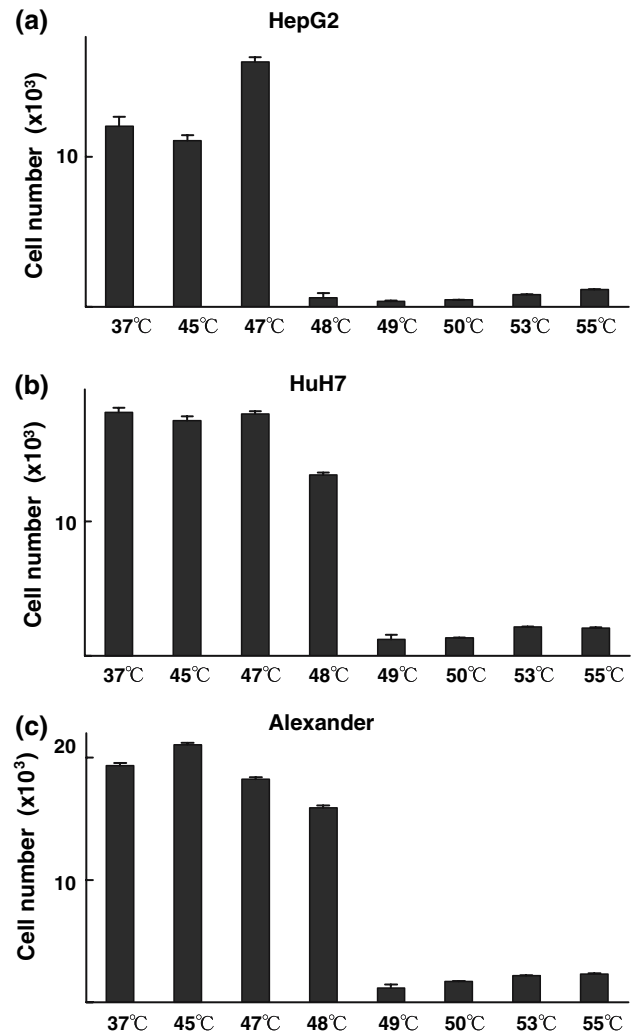 (a) HepG2
Cell number (x10³)
10
37℃ 45℃ 47℃ 48℃ 49℃ 50℃ 53℃ 55℃
(b) HuH7
Cell number (x10³)
10
37℃ 45℃ 47℃ 48℃ 49℃ 50℃ 53℃ 55℃
(c) Alexander
Cell number (x10³)
20
10
37℃ 45℃ 47℃ 48℃ 49℃ 50℃ 53℃ 55℃